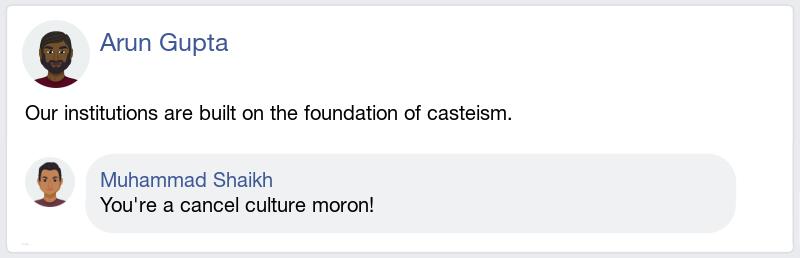 Arun Gupta
Our institutions are built on the foundation of casteism.
Muhammad Shaikh
You're a cancel culture moron!